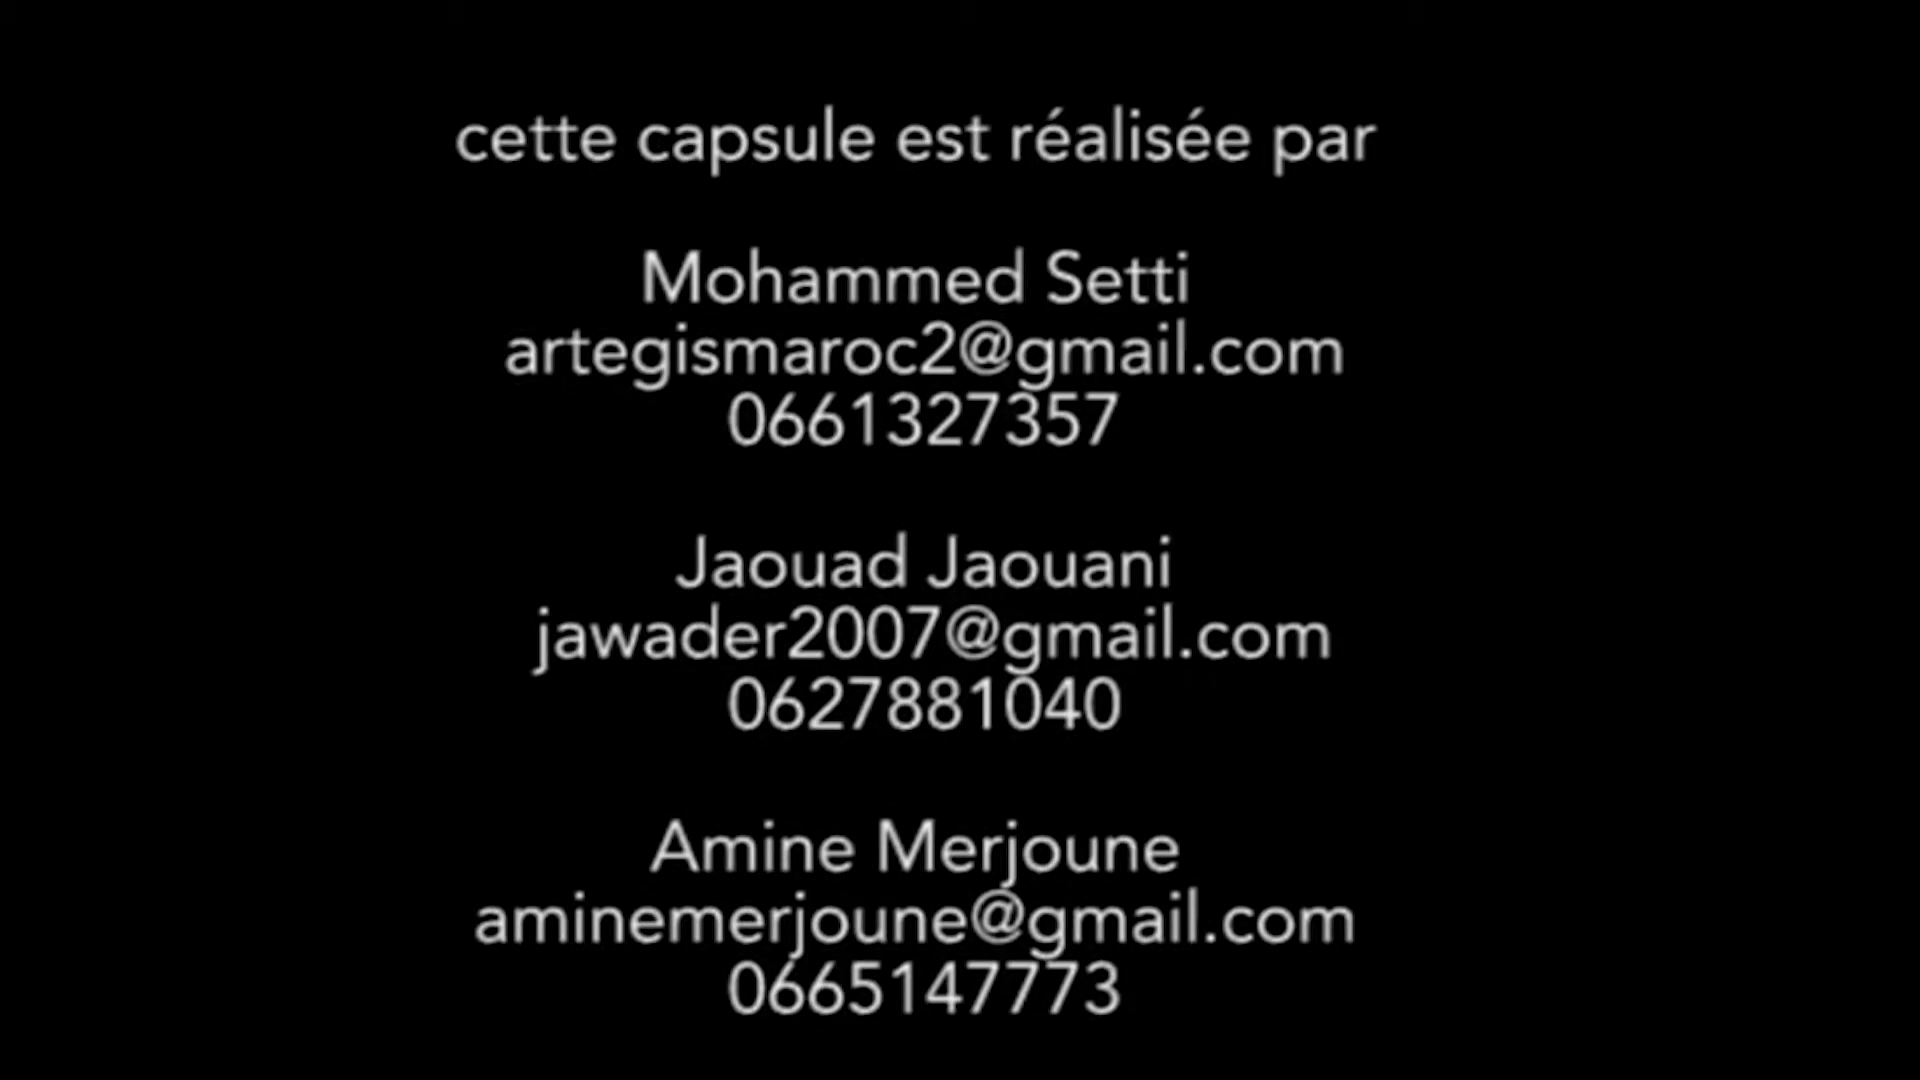 cette capsule est réalisée par
Mohammed Setti
artegismaroc2@gmail.com
0661327357
Jaouad Jaouani
jawader2007@gmail.com
0627881040
Amine Merjoune
aminemerjoune@gmail.com
0665147773